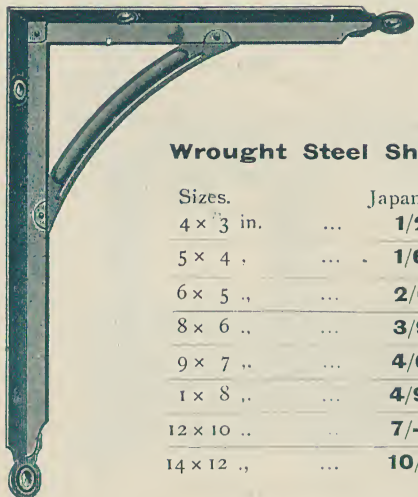 Wrought Steel Sh
Sizes. Japan
4 × 3 in. ... 1/
5 × 4 , ... . 1/6
6 × 5 ., ... 2/
8 × 6 ., ... 3/9
9 × 7 ,. ... 4/
1 × 8 ,. ... 4/9
12 × 10 .. .. 7/-
14 × 12 ., ... 10/